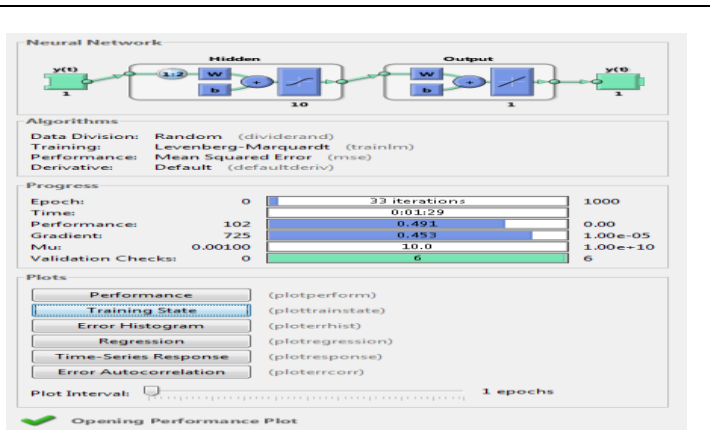 Neural Network
Hidden Output
y(t) 1:2 W b + W b + y(t)
1 10 1 1
Algorithms
Data Division: Random (dividerand)
Training: Levenberg-Marquardt (trainlm)
Performance: Mean Squared Error (mse)
Derivative: Default (defaultderiv)
Progress
Epoch: 0 33 iterations 1000
Time: 0:01:29
Performance: 102 0.491 0.00
Gradient: 725 0.453 1.00e-05
Mu: 0.00100 10.0 1.00e+10
Validation Checks: 0 6 6
Plots
Performance (plotperform)
Training State (plottrainstate)
Error Histogram (ploterrhist)
Regression (plotregression)
Time-Series Response (plotresponse)
Error Autocorrelation (ploterrcorr)
Plot Interval: 1 epochs
Opening Performance Plot